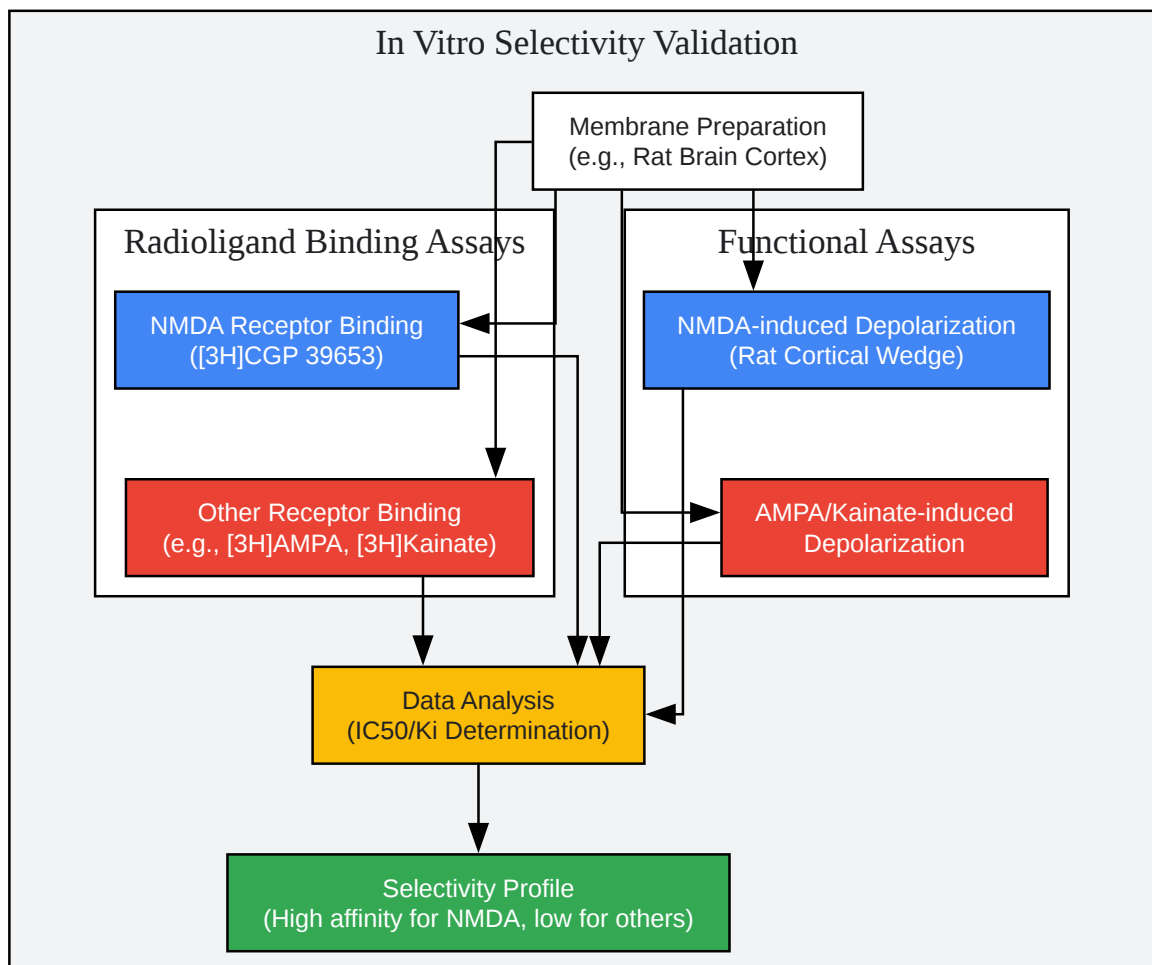 In Vitro Selectivity Validation
Membrane Preparation
(e.g., Rat Brain Cortex)
Radioligand Binding Assays
NMDA Receptor Binding
([3H]CGP 39653)
Other Receptor Binding
(e.g., [3H]AMPA, [3H]Kainate)
Functional Assays
NMDA-induced Depolarization
(Rat Cortical Wedge)
AMPA/Kainate-induced
Depolarization
Data Analysis
(IC50/Ki Determination)
Selectivity Profile
(High affinity for NMDA, low for others)